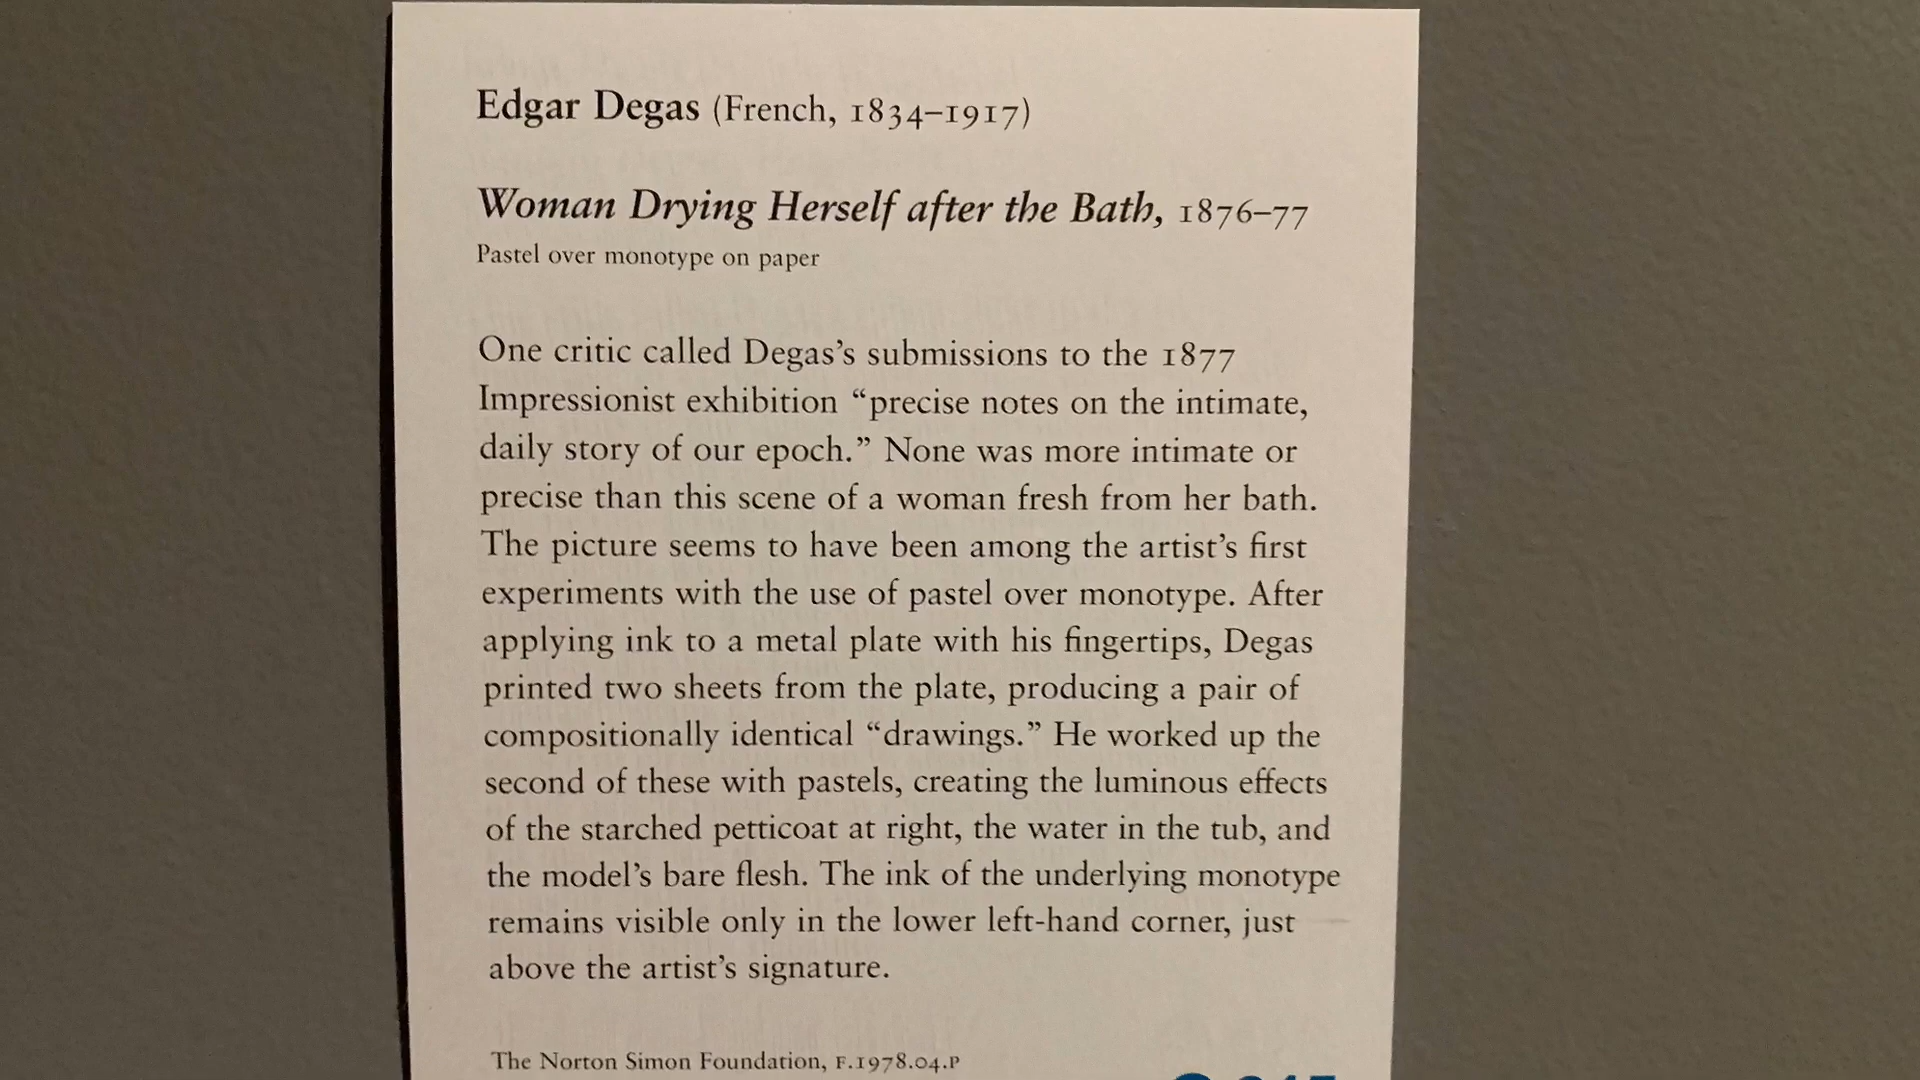 Edgar Degas (French, 1834–1917)
Woman Drying Herself after the Bath, 1876–77
Pastel over monotype on paper
One critic called Degas’s submissions to the 1877
Impressionist exhibition “precise notes on the intimate,
daily story of our epoch.” None was more intimate or
precise than this scene of a woman fresh from her bath.
The picture seems to have been among the artist’s first
experiments with the use of pastel over monotype. After
applying ink to a metal plate with his fingertips, Degas
printed two sheets from the plate, producing a pair of
compositionally identical “drawings.” He worked up the
second of these with pastels, creating the luminous effects
of the starched petticoat at right, the water in the tub, and
the model’s bare flesh. The ink of the underlying monotype
remains visible only in the lower left-hand corner, just
above the artist’s signature.
The Norton Simon Foundation, F.1978.04.P